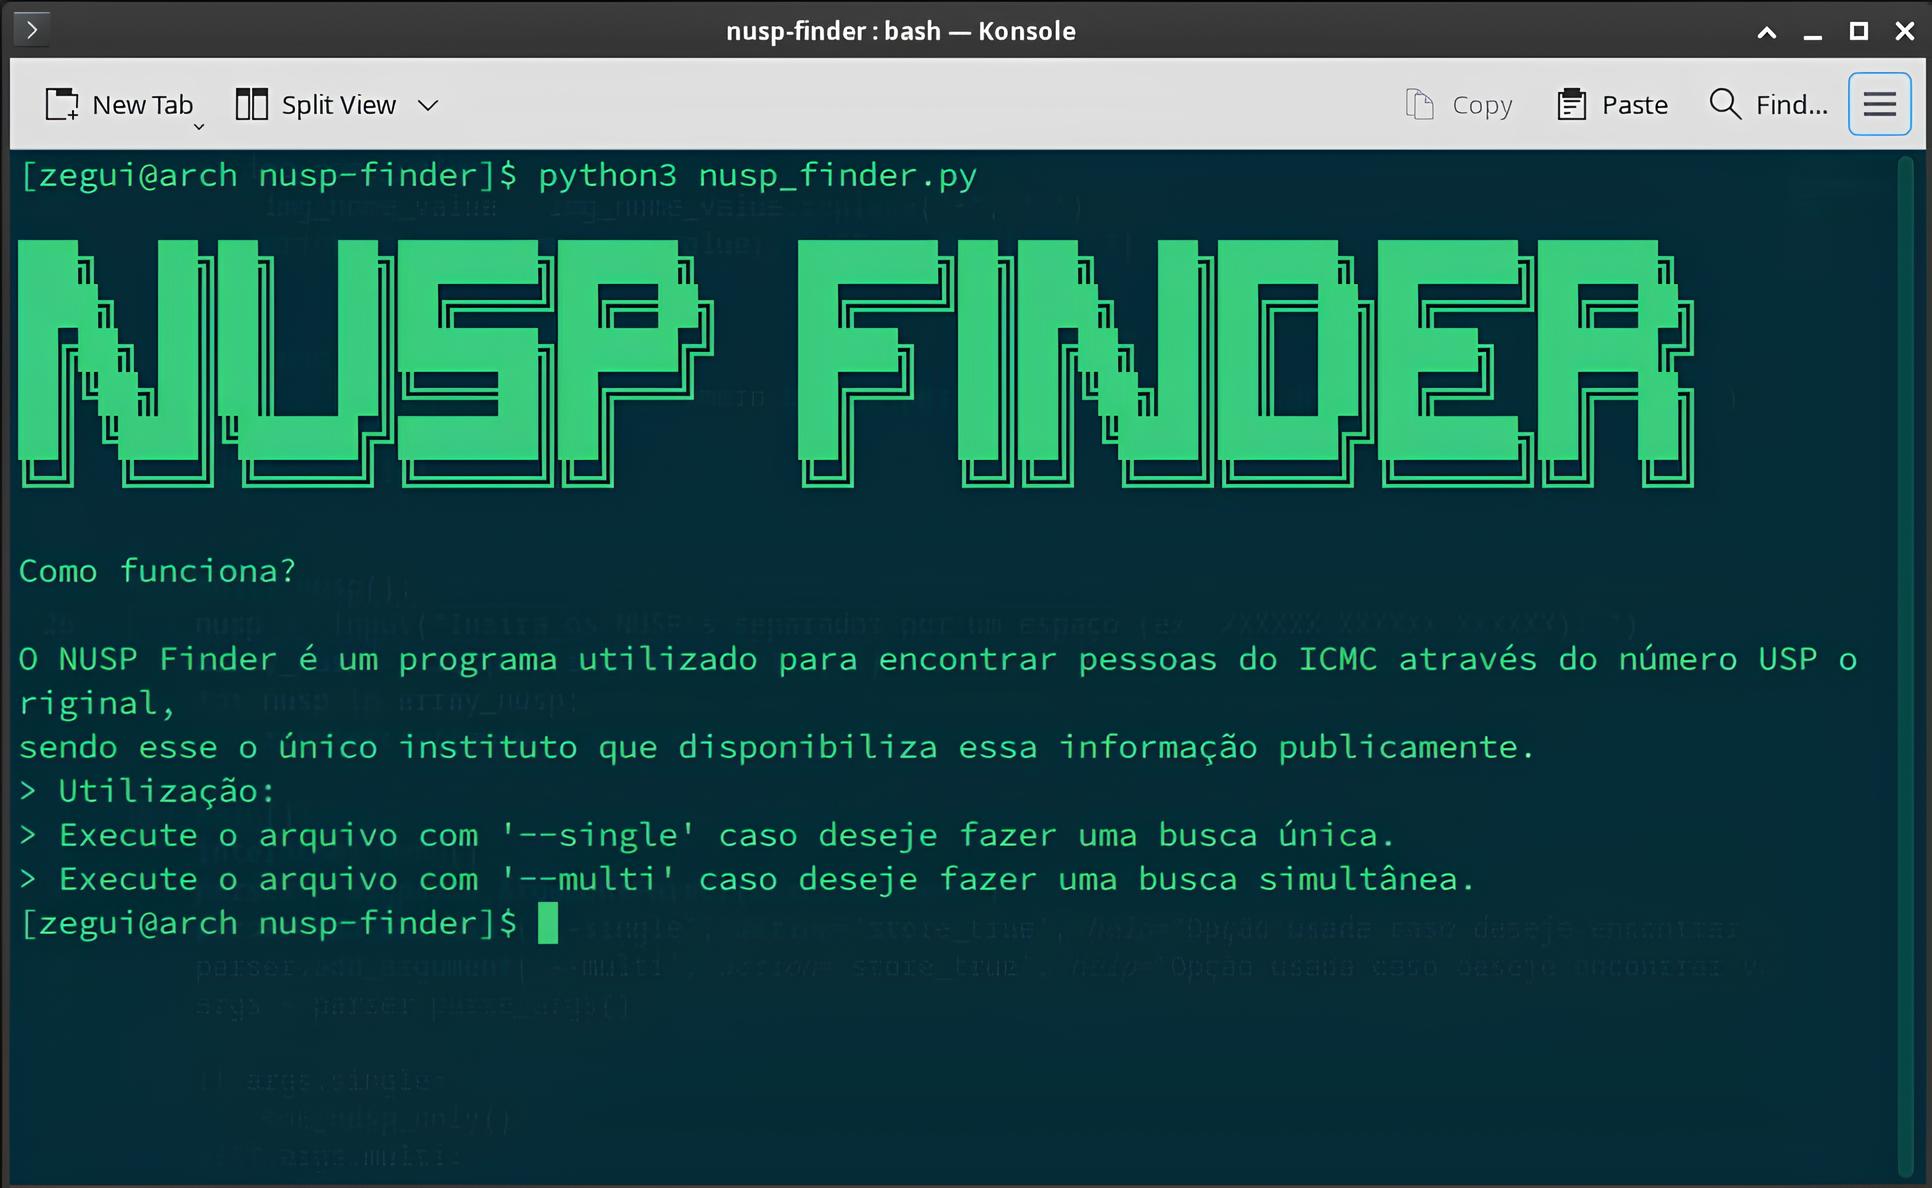 nusp-finder : bash — Konsole
New Tab Split View Copy Paste Find...
[zegui@arch nusp-finder]$ python3 nusp_finder.py
NUSP FINDER
Como funciona?
O NUSP Finder é um programa utilizado para encontrar pessoas do ICMC através do número USP o
riginal,
sendo esse o único instituto que disponibiliza essa informação publicamente.
> Utilização:
> Execute o arquivo com '--single' caso deseje fazer uma busca única.
> Execute o arquivo com '--multi' caso deseje fazer uma busca simultânea.
[zegui@arch nusp-finder]$